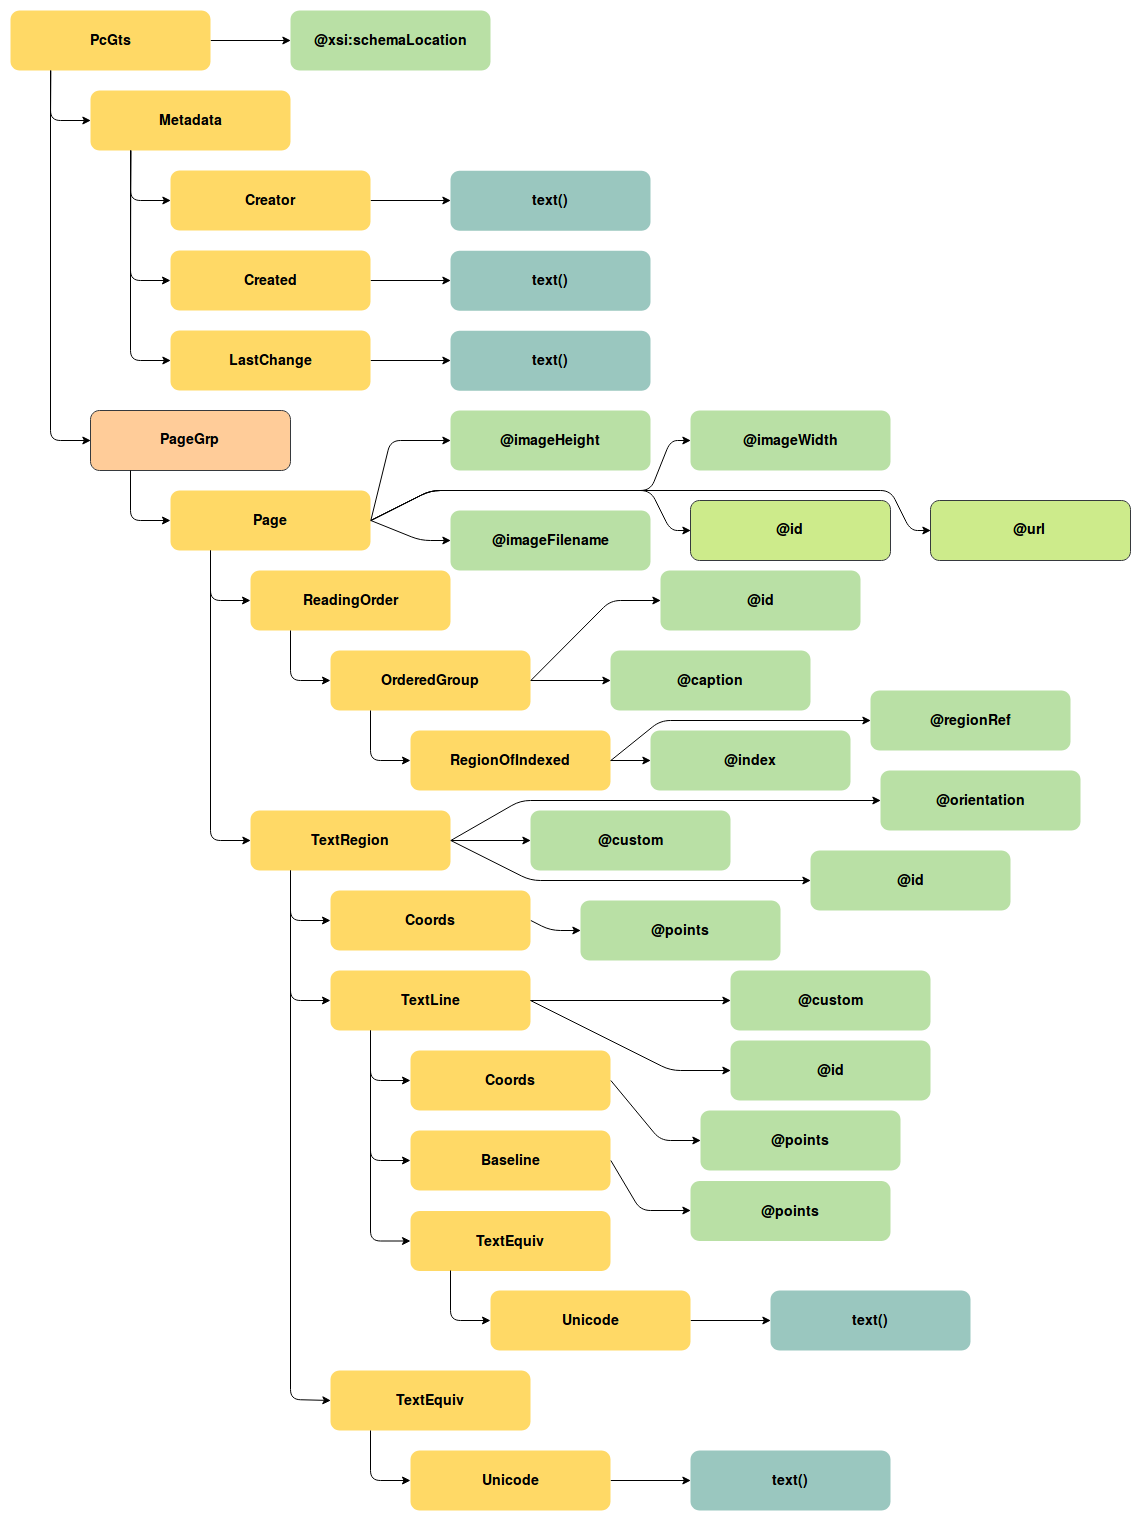 PcGts
@xsi:schemaLocation
Metadata
Creator
text()
Created
text()
LastChange
text()
PageGrp
@imageHeight
@imageWidth
Page
@imageFilename
@id
@url
ReadingOrder
@id
OrderedGroup
@caption
@regionRef
RegionOfIndexed
@index
@orientation
TextRegion
@custom
@id
Coords
@points
TextLine
@custom
@id
Coords
@points
Baseline
@points
TextEquiv
Unicode
text()
TextEquiv
Unicode
text()